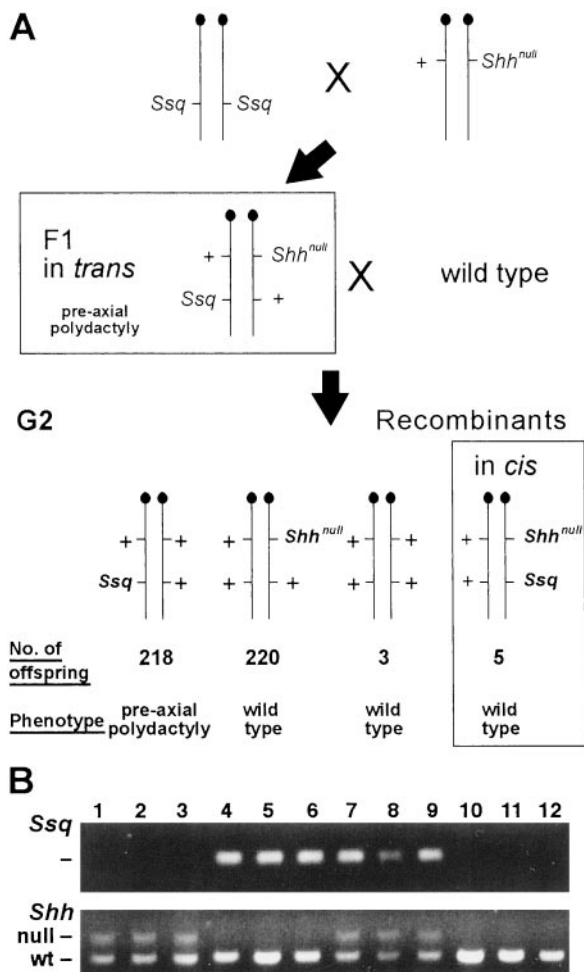 A
Ssq
Ssq
X
+
Shh^null
F1
in trans
pre-axial
polydactyly
+
Shh^null
Ssq
+
X
wild type
G2
Recombinants
in cis
+ + + Shh^null + + + Shh^null
Ssq + + + + + + Ssq
No. of
offspring
218 220 3 5
Phenotype
pre-axial
polydactyly
wild
type
wild
type
wild
type
B
1 2 3 4 5 6 7 8 9 10 11 12
Ssq
–
Shh
null –
wt –